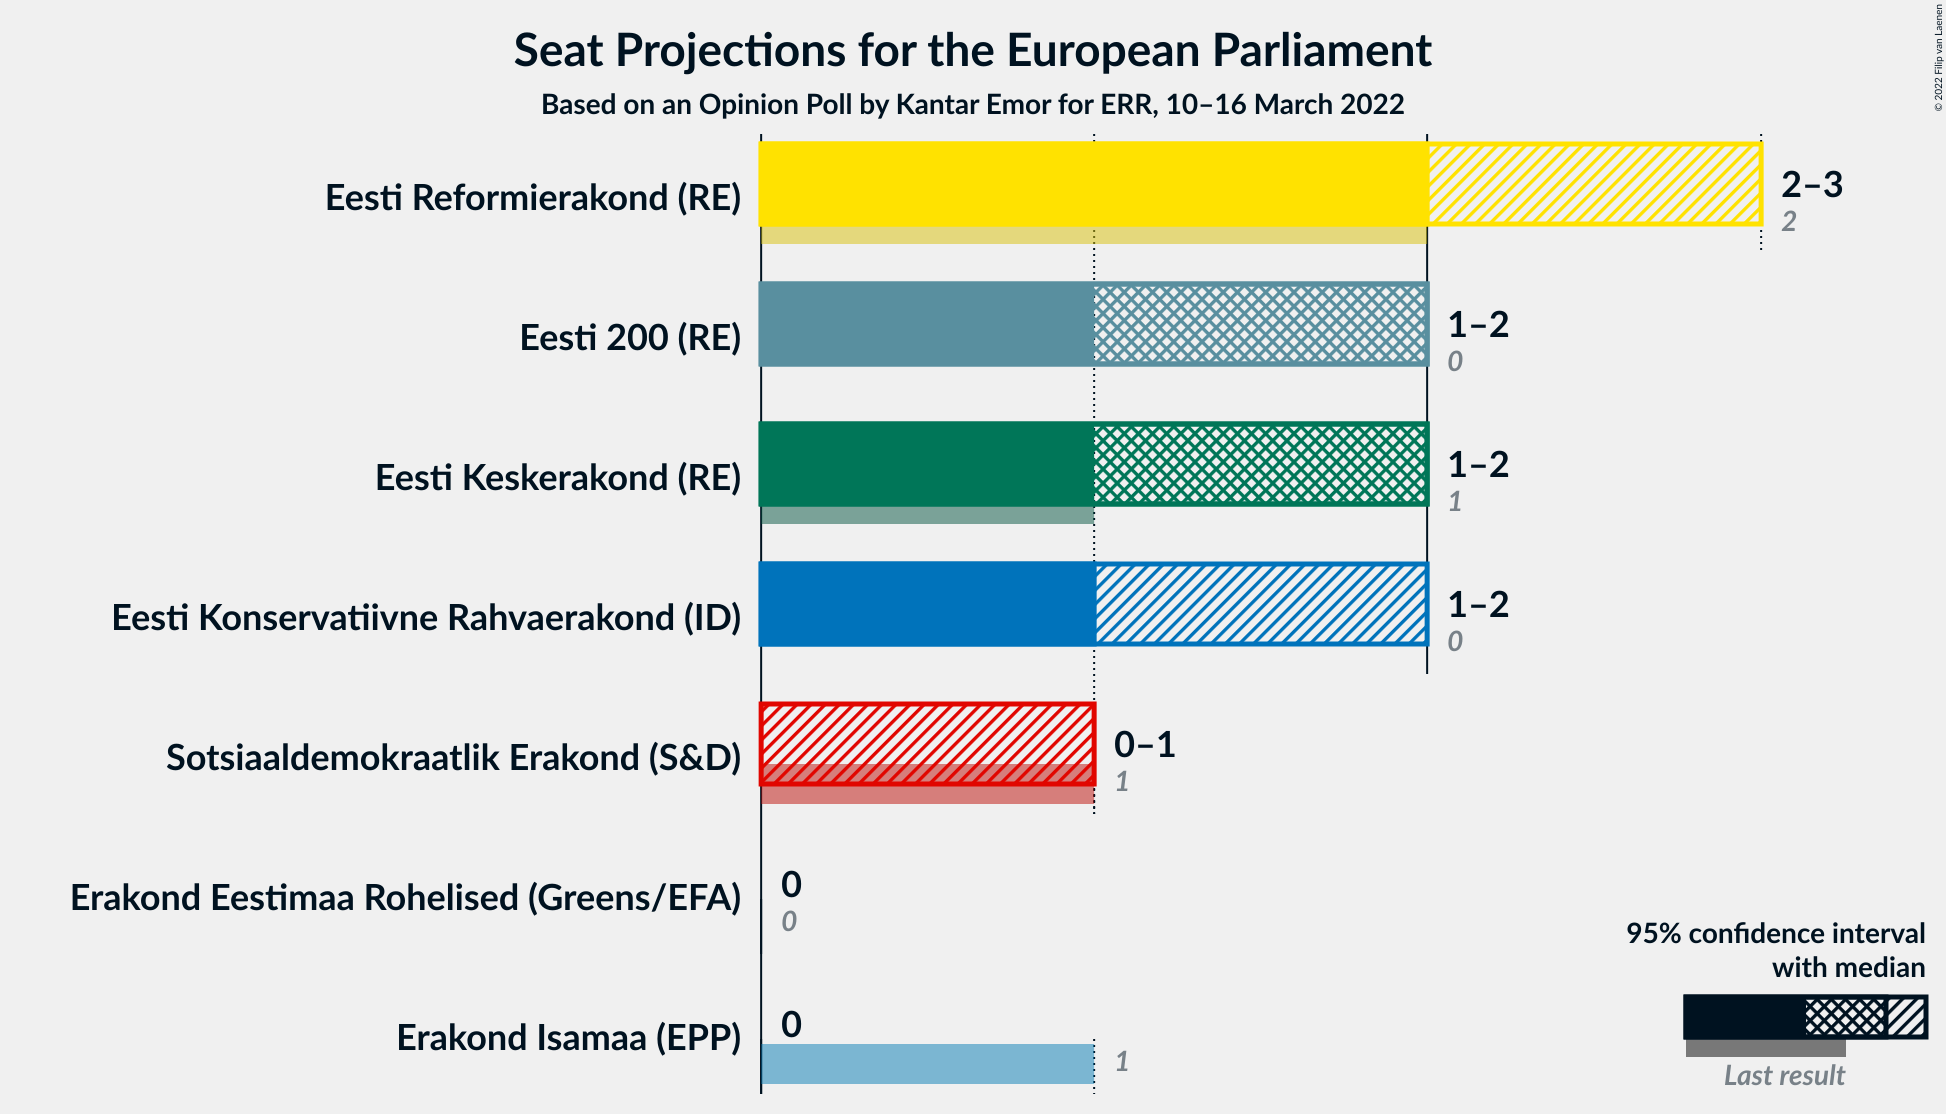 Seat Projections for the European Parliament
Based on an Opinion Poll by Kantar Emor for ERR, 10–16 March 2022
© 2022 Filip van Laenen
Eesti Reformierakond (RE)
2–3
2
Eesti 200 (RE)
1–2
0
Eesti Keskerakond (RE)
1–2
1
Eesti Konservatiivne Rahvaerakond (ID)
1–2
0
Sotsiaaldemokraatlik Erakond (S&D)
0–1
1
Erakond Eestimaa Rohelised (Greens/EFA)
0
0
Erakond Isamaa (EPP)
0
1
95% confidence interval
with median
Last result